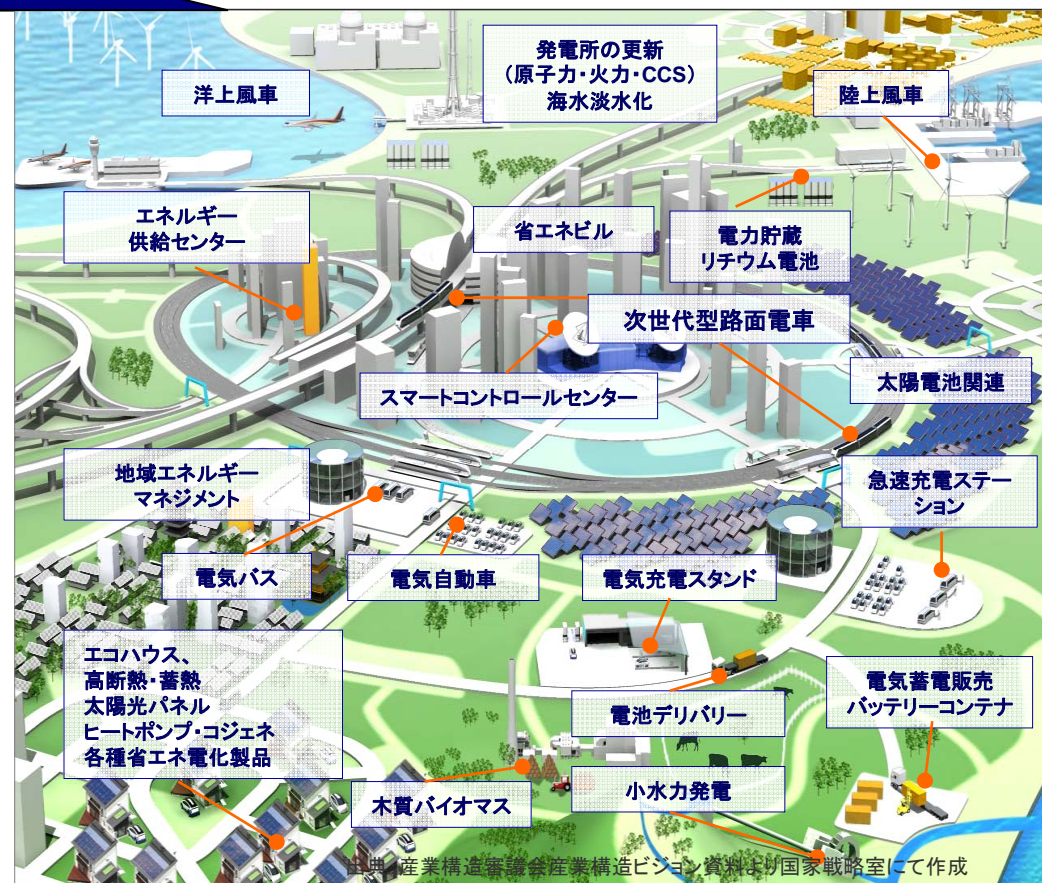 発電所の更新
(原子力・火力・CCS)
海水淡水化
洋上風車
陸上風車
エネルギー
供給センター
省エネビル
電力貯蔵
リチウム電池
次世代型路面電車
太陽電池関連
スマートコントロールセンター
地域エネルギー
マネジメント
急速充電ステー
ション
電気バス
電気自動車
電気充電スタンド
エコハウス、
高断熱・蓄熱
太陽光パネル
ヒートポンプ・コジェネ
各種省エネ電化製品
電池デリバリー
電気蓄電販売
バッテリーコンテナ
木質バイオマス
小水力発電
出典:産業構造審議会産業構造ビジョン資料より国家戦略室にて作成